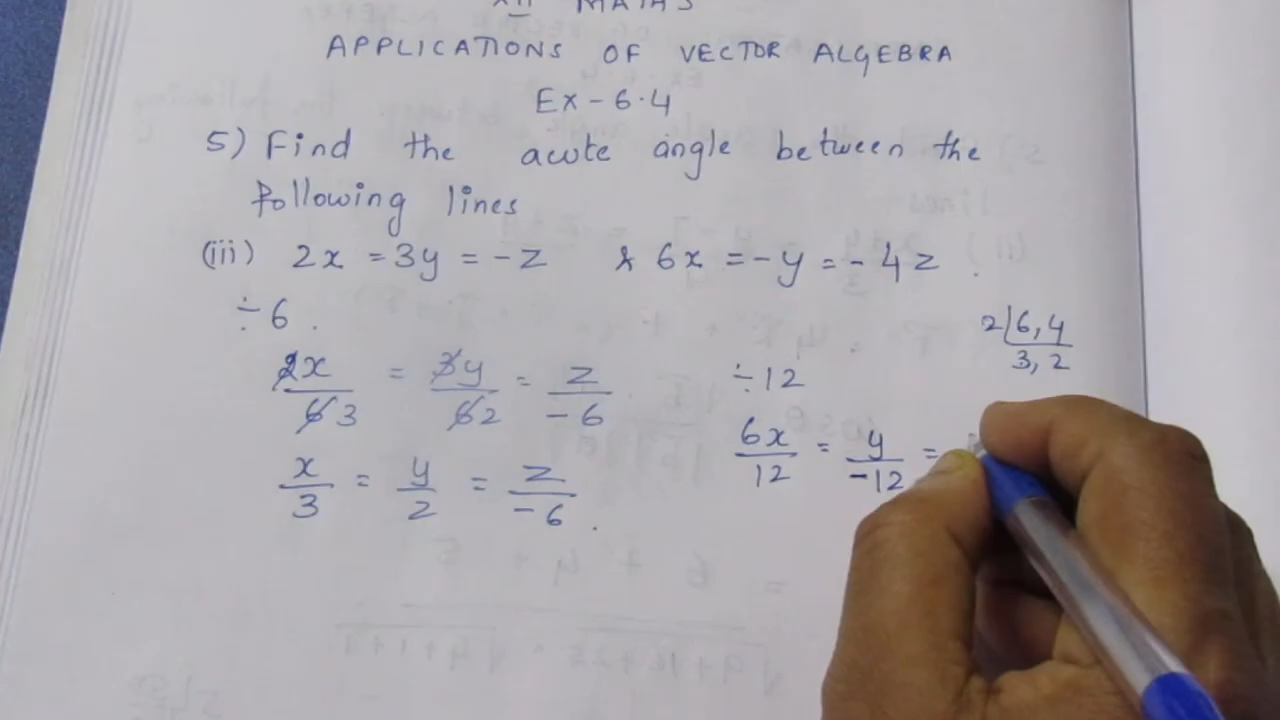 XII MATHS
APPLICATIONS OF VECTOR ALGEBRA
Ex - 6.4
5) Find the acute angle between the
following lines
(iii) 2x = 3y = -z & 6x = -y = -4z .
÷6 .
2x/6 3 = 3y/6 2 = z/-6
x/3 = y/2 = z/-6 .
2|6, 4
3, 2
÷12
6x/12 = y/-12 =